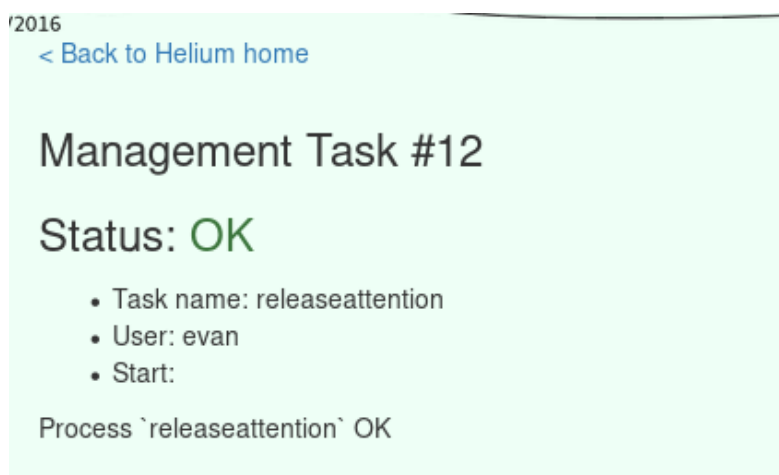 /2016
< Back to Helium home
Management Task #12
Status: OK
• Task name: releaseattention
• User: evan
• Start:
Process `releaseattention` OK